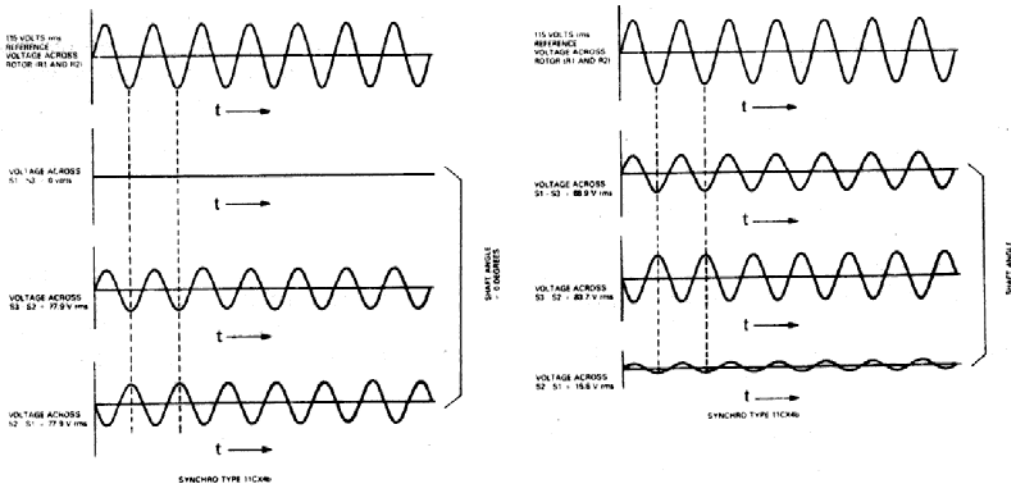 115 VOLTS rms
REFERENCE
VOLTAGE ACROSS
ROTOR (R1 AND R2)
t
VOLTAGE ACROSS
S1 S3 - 0 volts
t
VOLTAGE ACROSS
S3 S2 - 77.9 V rms
t
VOLTAGE ACROSS
S2 S1 - 77.9 V rms
t
SHAFT ANGLE
- 0 DEGREES
SYNCHRO TYPE 11CX4b
115 VOLTS rms
REFERENCE
VOLTAGE ACROSS
ROTOR (R1 AND R2)
t
VOLTAGE ACROSS
S1 - S3 - 68.9 V rms
t
VOLTAGE ACROSS
S3 S2 - 83.7 V rms
t
VOLTAGE ACROSS
S2 S1 - 15.6 V rms
t
SHAFT ANGLE
SYNCHRO TYPE 11CX4b